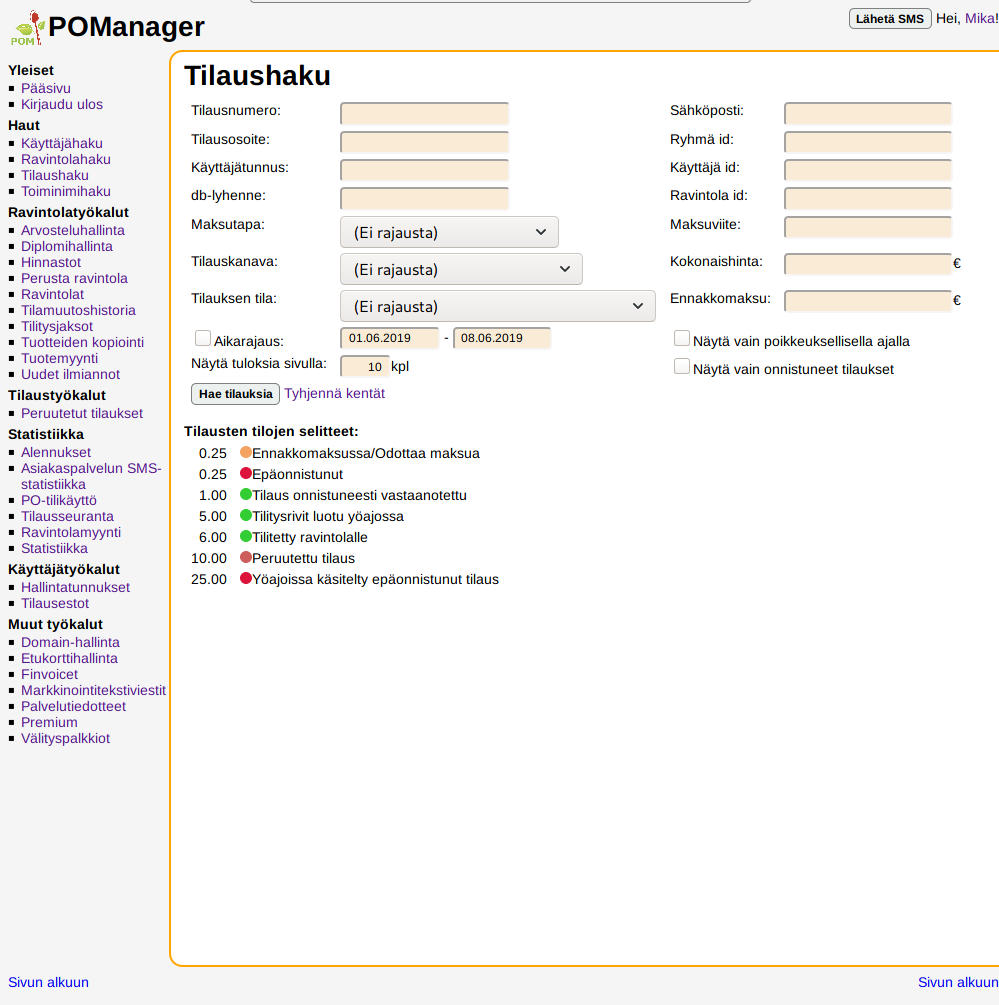 POM
POManager
Lähetä SMS Hei, Mika!
Yleiset
Pääsivu
Kirjaudu ulos
Haut
Käyttäjähaku
Ravintolahaku
Tilaushaku
Toiminimihaku
Ravintolatyökalut
Arvosteluhallinta
Diplomihallinta
Hinnastot
Perusta ravintola
Ravintolat
Tilamuutoshistoria
Tilitysjaksot
Tuotteiden kopiointi
Tuotemyynti
Uudet ilmiannot
Tilaustyökalut
Peruutetut tilaukset
Statistiikka
Alennukset
Asiakaspalvelun SMS-
statistiikka
PO-tilikäyttö
Tilausseuranta
Ravintolamyynti
Statistiikka
Käyttäjätyökalut
Hallintatunnukset
Tilausestot
Muut työkalut
Domain-hallinta
Etukorttihallinta
Finvoicet
Markkinointitekstiviestit
Palvelutiedotteet
Premium
Välityspalkkiot
Tilaushaku
Tilausnumero: Sähköposti:
Tilausosoite: Ryhmä id:
Käyttäjätunnus: Käyttäjä id:
db-lyhenne: Ravintola id:
Maksutapa: (Ei rajausta) Maksuviite:
Tilauskanava: (Ei rajausta) Kokonaishinta: €
Tilauksen tila: (Ei rajausta) Ennakkomaksu: €
Aikarajaus: 01.06.2019 - 08.06.2019 Näytä vain poikkeuksellisella ajalla
Näytä tuloksia sivulla: 10 kpl Näytä vain onnistuneet tilaukset
Hae tilauksia Tyhjennä kentät
Tilausten tilojen selitteet:
0.25 Ennakkomaksussa/Odottaa maksua
0.25 Epäonnistunut
1.00 Tilaus onnistuneesti vastaanotettu
5.00 Tilitysrivit luotu yöajossa
6.00 Tilitetty ravintolalle
10.00 Peruutettu tilaus
25.00 Yöajoissa käsitelty epäonnistunut tilaus
Sivun alkuun Sivun alkuun